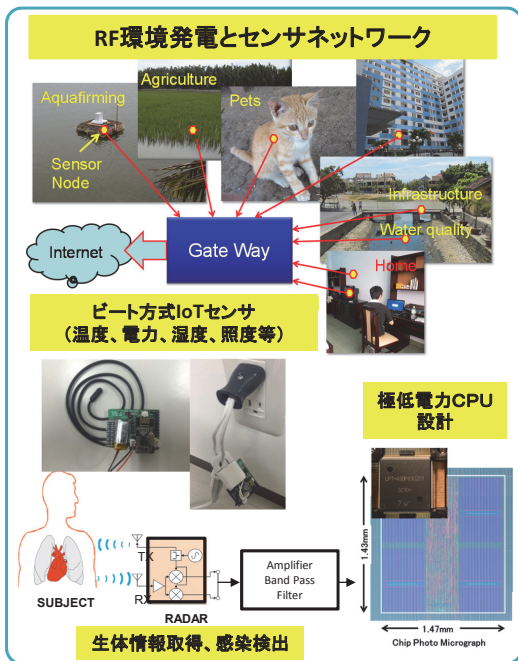 RF環境発電とセンサネットワーク
Agriculture
Aquafirming
Pets
Sensor
Node
Infrastructure
Water quality
Internet
Gate Way
Home
ビート方式IoTセンサ
(温度、電力、湿度、照度等)
極低電力CPU
設計
TX
RX
SUBJECT
RADAR
Amplifier
Band Pass
Filter
1.43mm
1.47mm
Chip Photo Micrograph
生体情報取得、感染検出